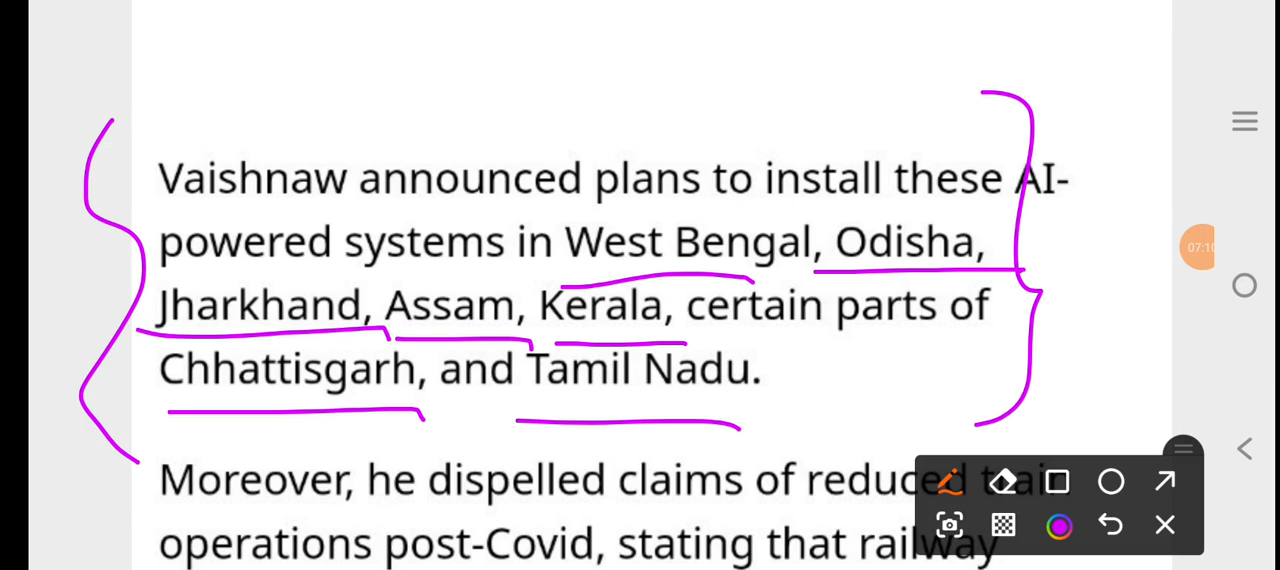 Vaishnaw announced plans to install these AI-
powered systems in West Bengal, Odisha,
Jharkhand, Assam, Kerala, certain parts of
Chhattisgarh, and Tamil Nadu.
Moreover, he dispelled claims of reduced train
operations post-Covid, stating that railway
07:10